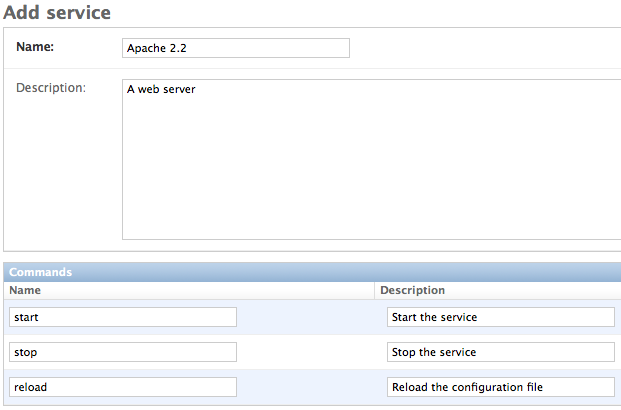 Add service
Name: Apache 2.2
Description: A web server
Commands
Name Description
start Start the service
stop Stop the service
reload Reload the configuration file